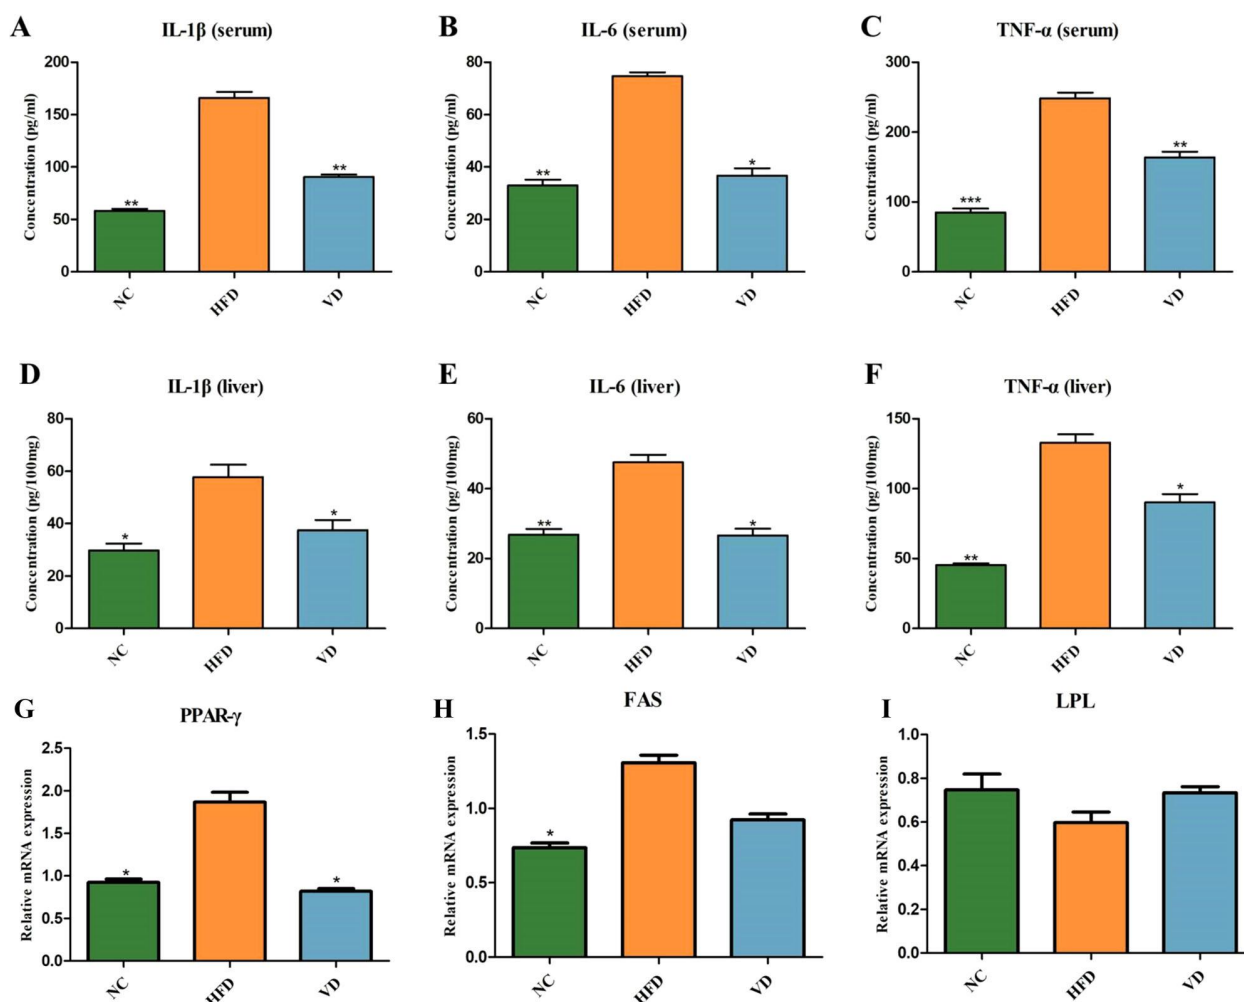 A
IL-1β (serum)
Concentration (pg/ml)
200
150
100
50
0
**
**
NC
HFD
VD
B
IL-6 (serum)
Concentration (pg/ml)
80
60
40
20
0
**
*
NC
HFD
VD
C
TNF-α (serum)
Concentration (pg/ml)
300
200
100
0
***
**
NC
HFD
VD
D
IL-1β (liver)
Concentration (pg/100mg)
80
60
40
20
0
*
*
NC
HFD
VD
E
IL-6 (liver)
Concentration (pg/100mg)
60
40
20
0
**
*
NC
HFD
VD
F
TNF-α (liver)
Concentration (pg/100mg)
150
100
50
0
**
*
NC
HFD
VD
G
PPAR-γ
Relative mRNA expression
2.5
2.0
1.5
1.0
0.5
0.0
*
*
NC
HFD
VD
H
FAS
Relative mRNA expression
1.5
1.0
0.5
0.0
*
NC
HFD
VD
I
LPL
Relative mRNA expression
1.0
0.8
0.6
0.4
0.2
0.0
NC
HFD
VD